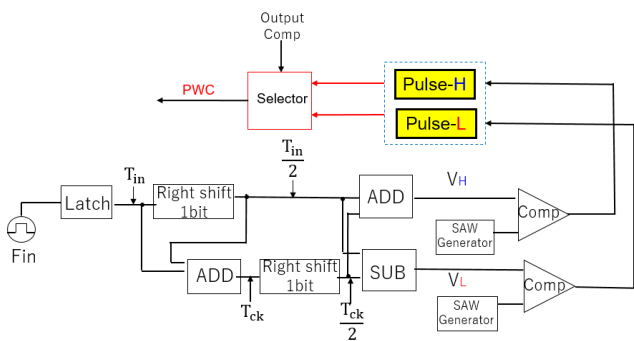 Output
Comp
PWC
Selector
Pulse-H
Pulse-L
Tin
Tin
2
Latch
Right shift
1bit
ADD
VH
Comp
SAW
Generator
Fin
ADD
Right shift
1bit
SUB
VL
Comp
SAW
Generator
Tck
Tck
2